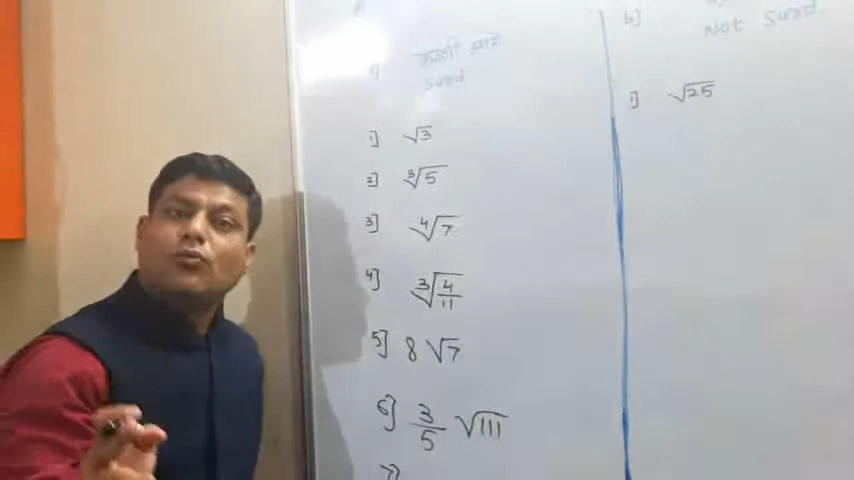 surd
1] √3
2] ∛5
3] ∜7
4] ∛(4/11)
5] 8 √7
6] 3/5 √111
7]
b]
Not surd
1] √25